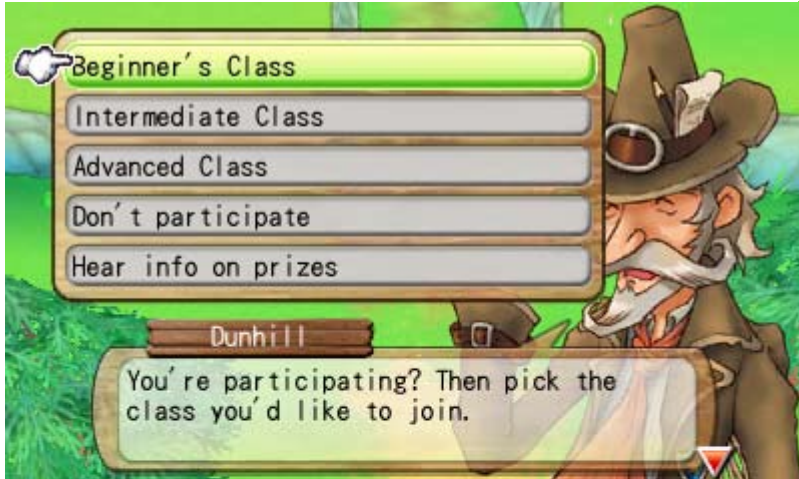 Beginner's Class
Intermediate Class
Advanced Class
Don't participate
Hear info on prizes
Dunhill
You're participating? Then pick the
class you'd like to join.